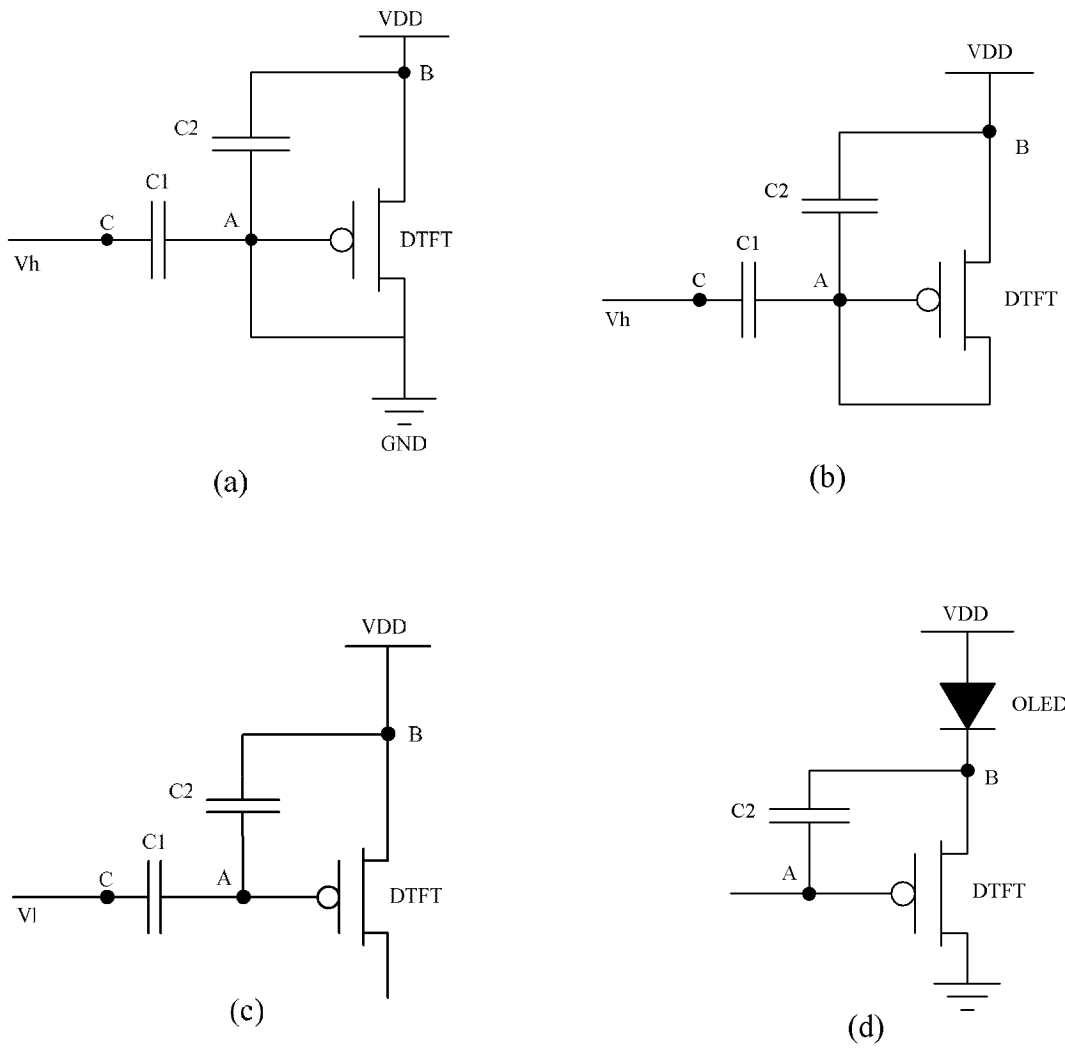 VDD
B
C2
C1
C
A
DTFT
Vh
GND
(a)
VDD
B
C2
C1
C
A
DTFT
Vh
(b)
VDD
B
C2
C1
C
A
DTFT
Vl
(c)
VDD
OLED
B
C2
A
DTFT
(d)